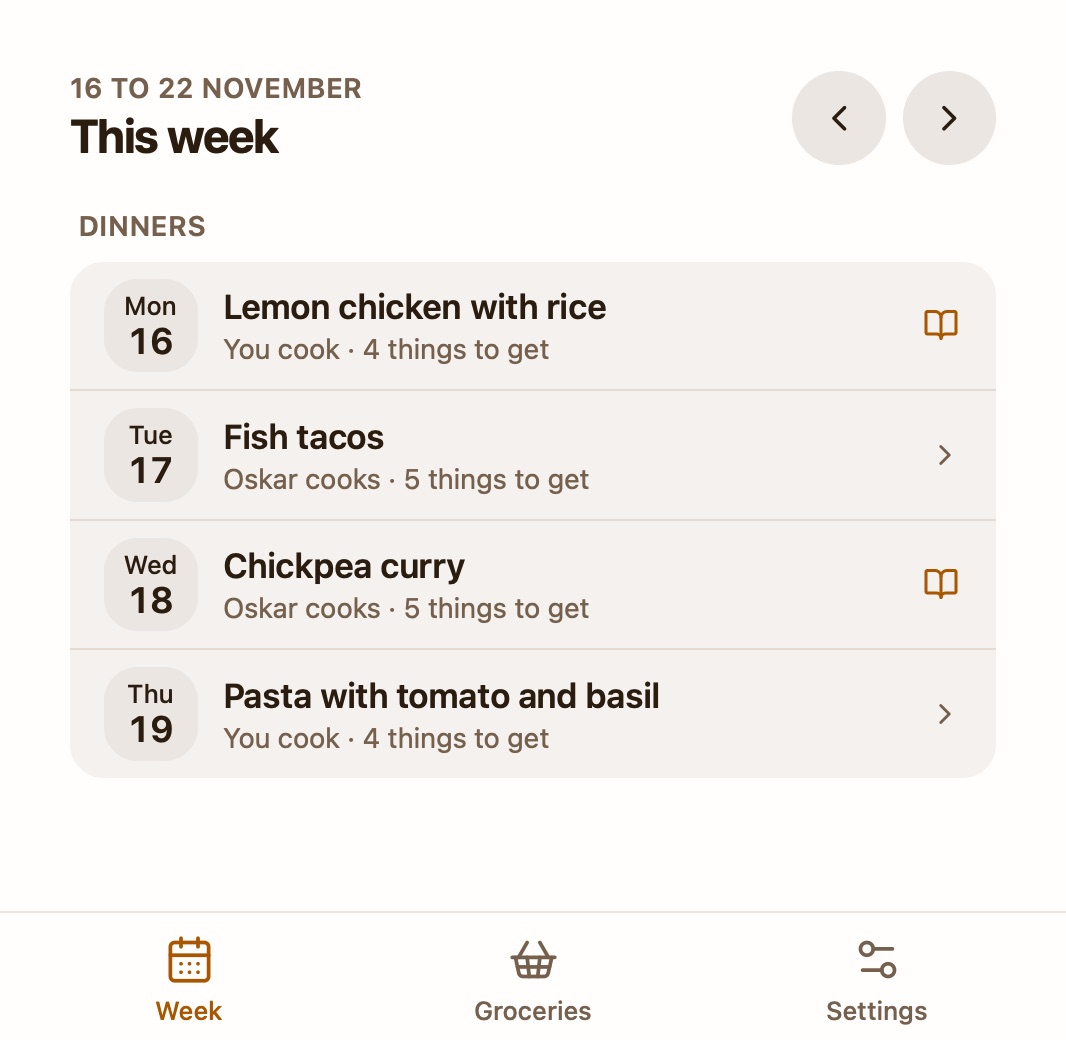 16 TO 22 NOVEMBER
This week
DINNERS
Mon
16
Lemon chicken with rice
You cook · 4 things to get
Tue
17
Fish tacos
Oskar cooks · 5 things to get
Wed
18
Chickpea curry
Oskar cooks · 5 things to get
Thu
19
Pasta with tomato and basil
You cook · 4 things to get
Week
Groceries
Settings